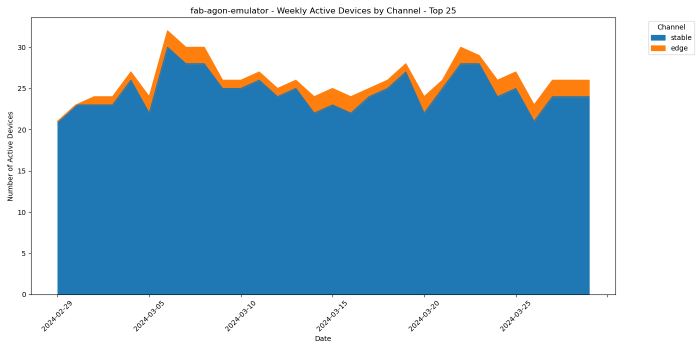 fab-agon-emulator - Weekly Active Devices by Channel - Top 25
Channel
stable
edge
Number of Active Devices
30
25
20
15
10
5
0
2024-02-29
2024-03-05
2024-03-10
2024-03-15
2024-03-20
2024-03-25
Date